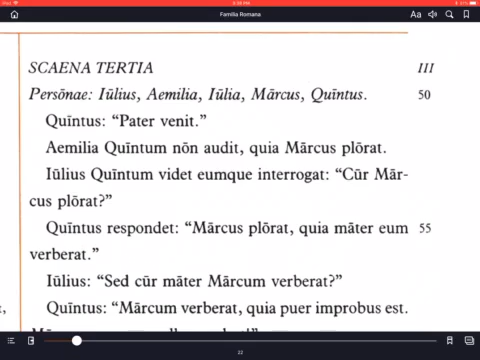 Familia Romana
SCAENA TERTIA III
Persōnae: Iūlius, Aemilia, Iūlia, Mārcus, Quīntus. 50
Quīntus: “Pater venit.”
Aemilia Quīntum nōn audit, quia Mārcus plōrat.
Iūlius Quīntum videt eumque interrogat: “Cūr Mār-
cus plōrat?”
Quīntus respondet: “Mārcus plōrat, quia māter eum 55
verberat.”
Iūlius: “Sed cūr māter Mārcum verberat?”
Quīntus: “Mārcum verberat, quia puer improbus est.
22